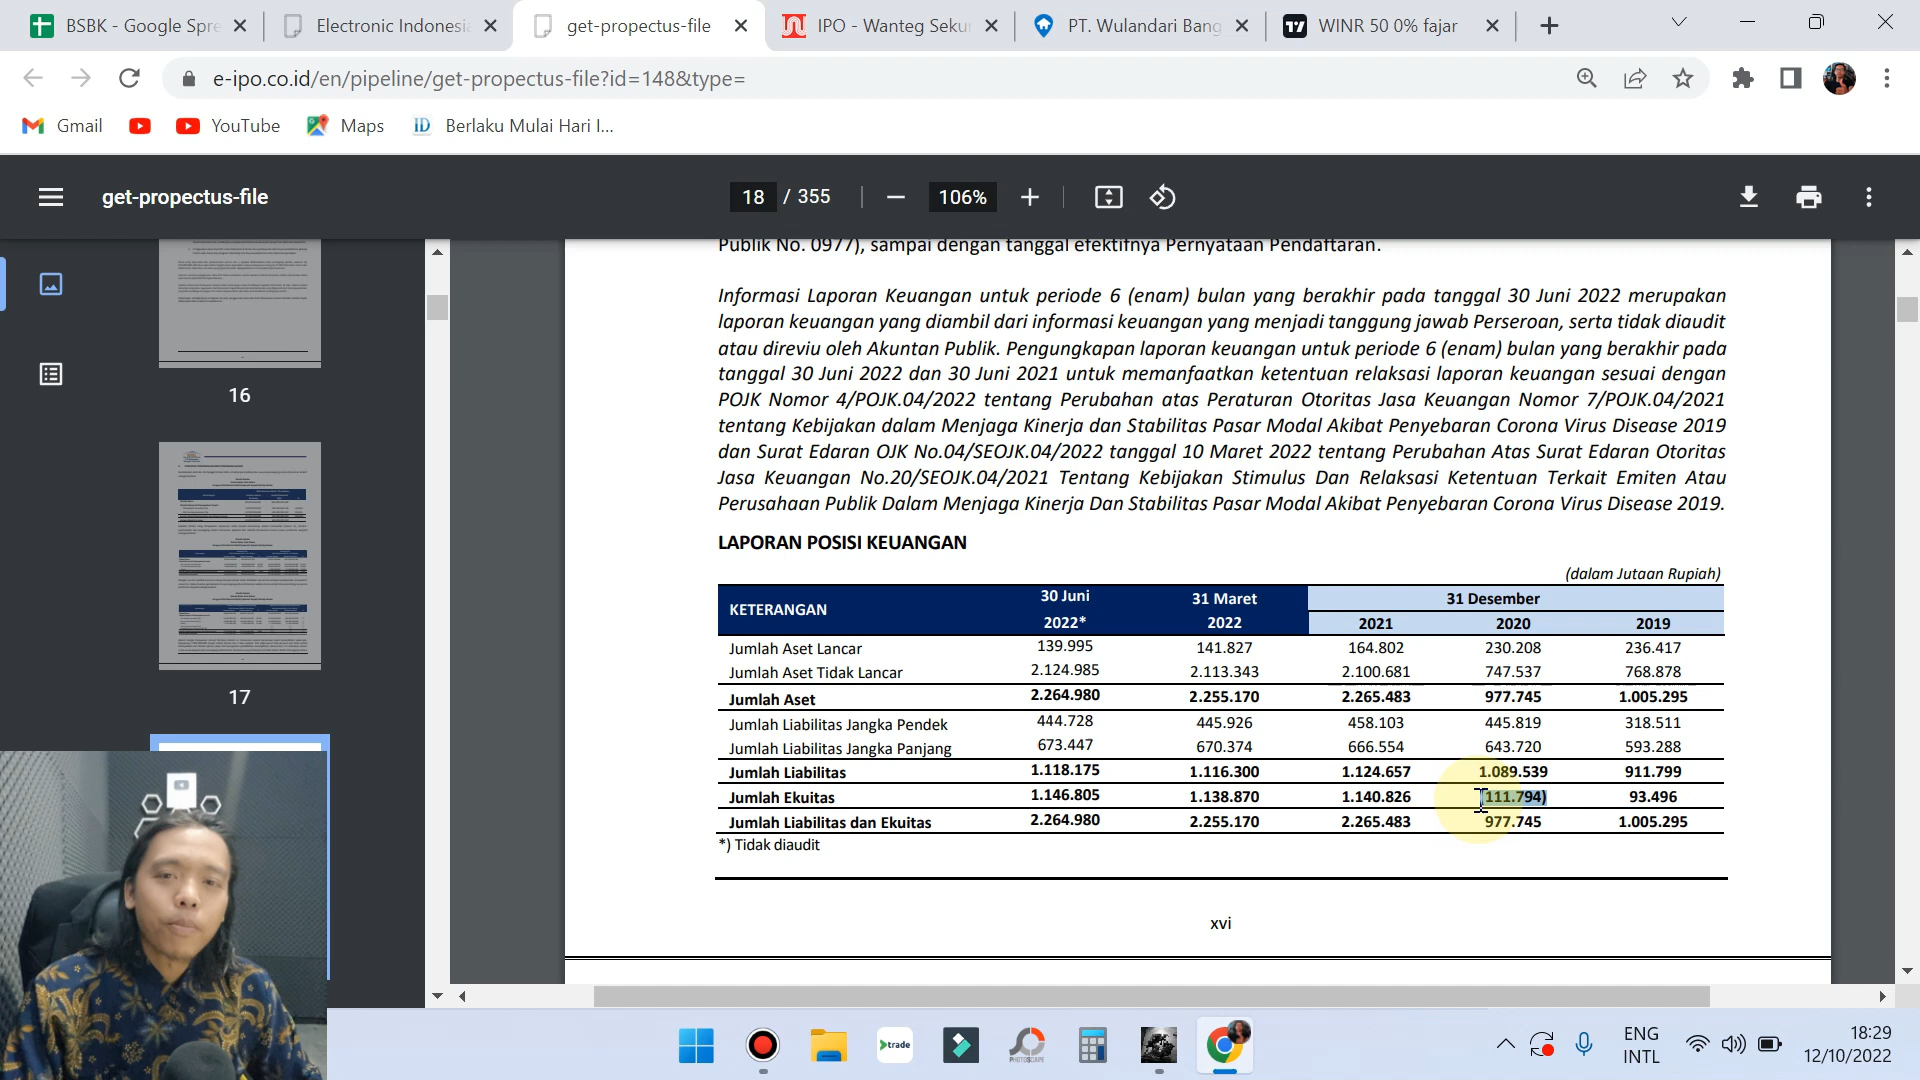 BSBK - Google Spre
Electronic Indonesia
get-propectus-file
IPO - Wanteg Sekur
PT. Wulandari Bang
WINR 50 0% fajar
e-ipo.co.id/en/pipeline/get-propectus-file?id=148&type=
Gmail
YouTube
Maps
ID
Berlaku Mulai Hari I...
get-propectus-file
18 / 355
106%
16
17
Publik No. 0977), sampai dengan tanggal efektifnya Pernyataan Pendaftaran.
Informasi Laporan Keuangan untuk periode 6 (enam) bulan yang berakhir pada tanggal 30 Juni 2022 merupakan
laporan keuangan yang diambil dari informasi keuangan yang menjadi tanggung jawab Perseroan, serta tidak diaudit
atau direviu oleh Akuntan Publik. Pengungkapan laporan keuangan untuk periode 6 (enam) bulan yang berakhir pada
tanggal 30 Juni 2022 dan 30 Juni 2021 untuk memanfaatkan ketentuan relaksasi laporan keuangan sesuai dengan
POJK Nomor 4/POJK.04/2022 tentang Perubahan atas Peraturan Otoritas Jasa Keuangan Nomor 7/POJK.04/2021
tentang Kebijakan dalam Menjaga Kinerja dan Stabilitas Pasar Modal Akibat Penyebaran Corona Virus Disease 2019
dan Surat Edaran OJK No.04/SEOJK.04/2022 tanggal 10 Maret 2022 tentang Perubahan Atas Surat Edaran Otoritas
Jasa Keuangan No.20/SEOJK.04/2021 Tentang Kebijakan Stimulus Dan Relaksasi Ketentuan Terkait Emiten Atau
Perusahaan Publik Dalam Menjaga Kinerja Dan Stabilitas Pasar Modal Akibat Penyebaran Corona Virus Disease 2019.
LAPORAN POSISI KEUANGAN
(dalam Jutaan Rupiah)
KETERANGAN 30 Juni 2022* 31 Maret 2022 31 Desember
2021 2020 2019
Jumlah Aset Lancar 139.995 141.827 164.802 230.208 236.417
Jumlah Aset Tidak Lancar 2.124.985 2.113.343 2.100.681 747.537 768.878
Jumlah Aset 2.264.980 2.255.170 2.265.483 977.745 1.005.295
Jumlah Liabilitas Jangka Pendek 444.728 445.926 458.103 445.819 318.511
Jumlah Liabilitas Jangka Panjang 673.447 670.374 666.554 643.720 593.288
Jumlah Liabilitas 1.118.175 1.116.300 1.124.657 1.089.539 911.799
Jumlah Ekuitas 1.146.805 1.138.870 1.140.826 (111.794) 93.496
Jumlah Liabilitas dan Ekuitas 2.264.980 2.255.170 2.265.483 977.745 1.005.295
*) Tidak diaudit
xvi
trade
PHOTOSCAPE
ENG
INTL
18:29
12/10/2022